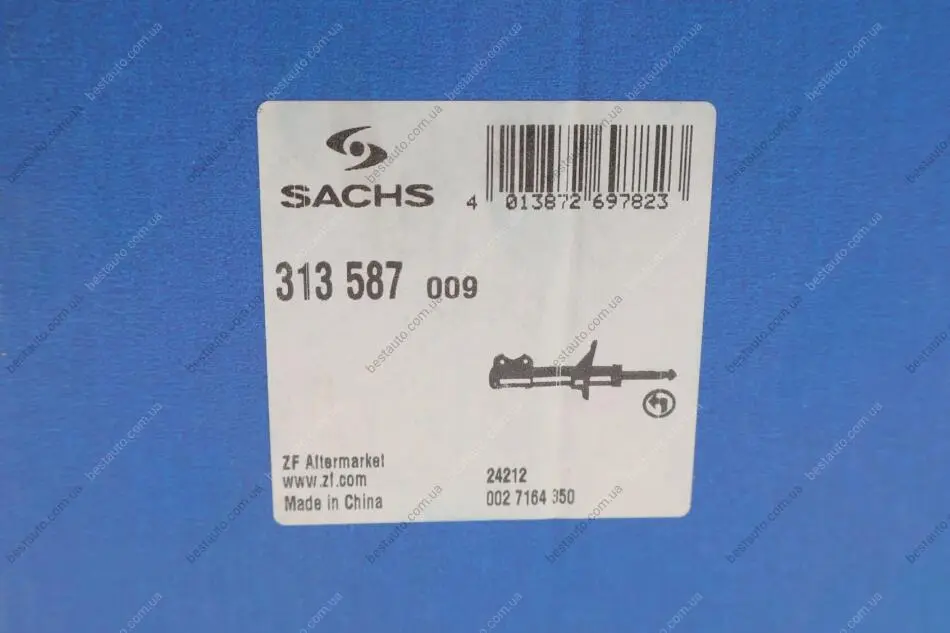 SACHS
4 013872 697823
313 587 009
ZF Aftermarket
www.zf.com
Made in China
24212
002 7164 350
bestauto.com.ua